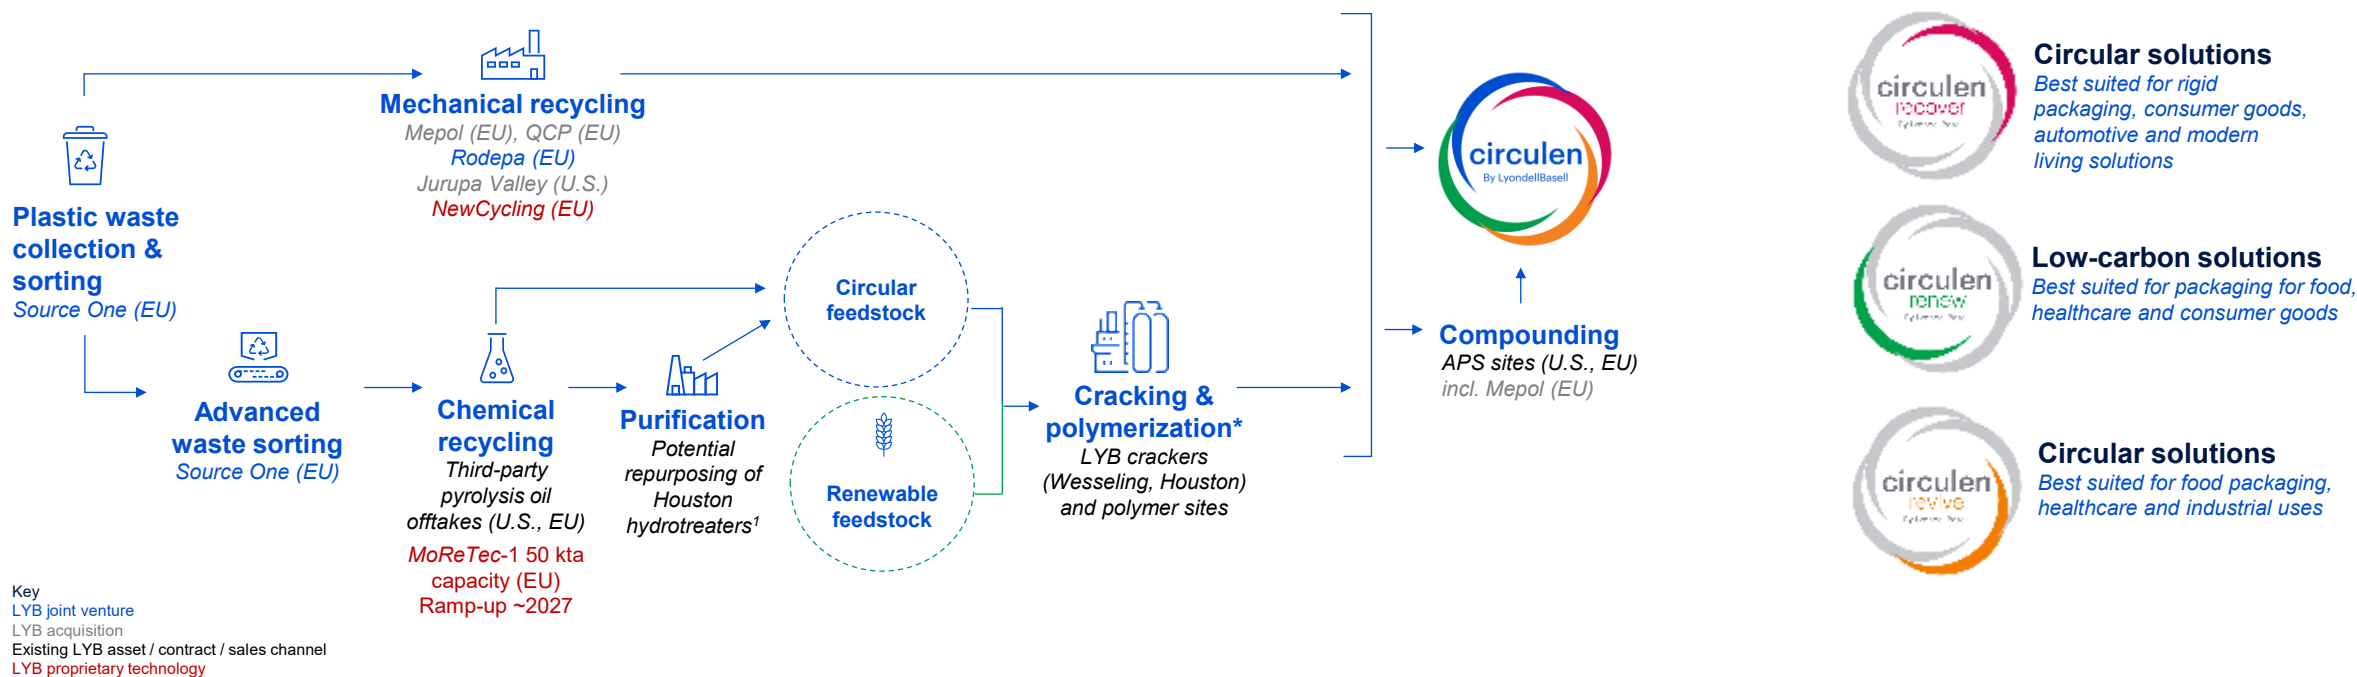 Mechanical recycling
Mepol (EU), QCP (EU)
Rodepa (EU)
Jurupa Valley (U.S.)
NewCycling (EU)
Plastic waste
collection &
sorting
Source One (EU)
Advanced
waste sorting
Source One (EU)
Chemical
recycling
Third-party
pyrolysis oil
offtakes (U.S., EU)
MoReTec-1 50 kta
capacity (EU)
Ramp-up ~2027
Purification
Potential
repurposing of
Houston
hydrotreaters¹
Circular
feedstock
Renewable
feedstock
Cracking &
polymerization*
LYB crackers
(Wesseling, Houston)
and polymer sites
circulen
By LyondellBasell
Compounding
APS sites (U.S., EU)
incl. Mepol (EU)
circulen
recover
Circular solutions
Best suited for rigid
packaging, consumer goods,
automotive and modern
living solutions
circulen
renew
Low-carbon solutions
Best suited for packaging for food,
healthcare and consumer goods
circulen
revive
Circular solutions
Best suited for food packaging,
healthcare and industrial uses
Key
LYB joint venture
LYB acquisition
Existing LYB asset / contract / sales channel
LYB proprietary technology